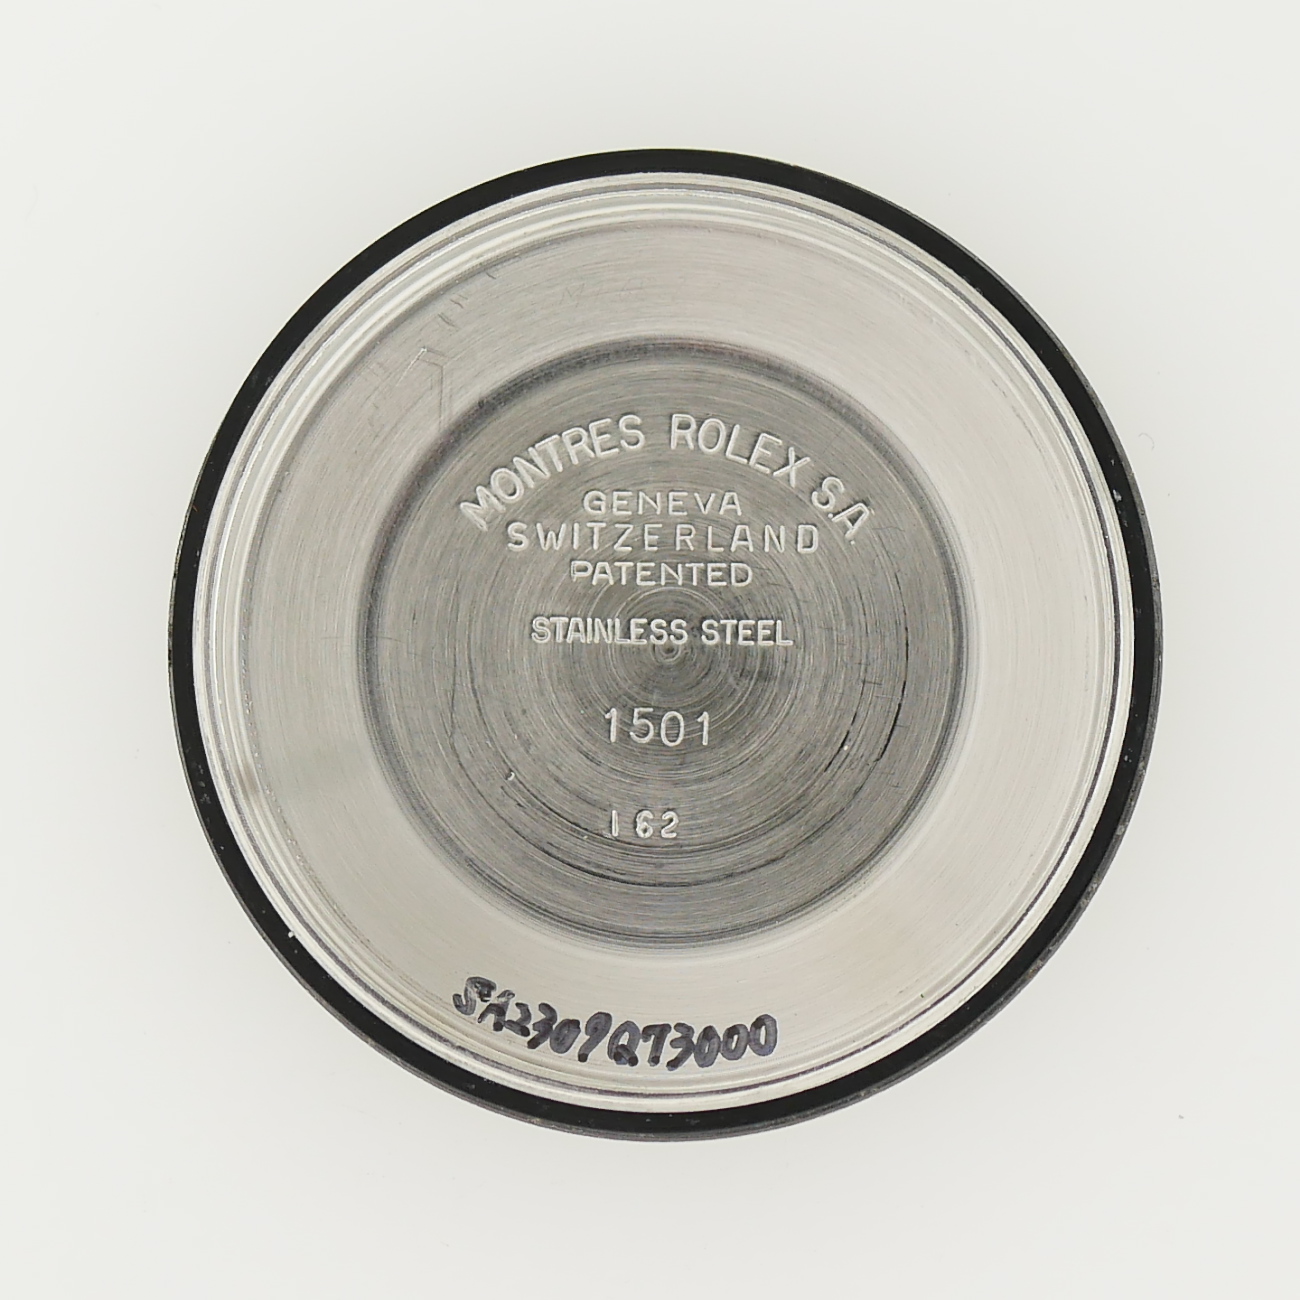 MONTRES ROLEX S.A.
GENEVA
SWITZERLAND
PATENTED
STAINLESS STEEL
1501
I 62
SA2309QT3000